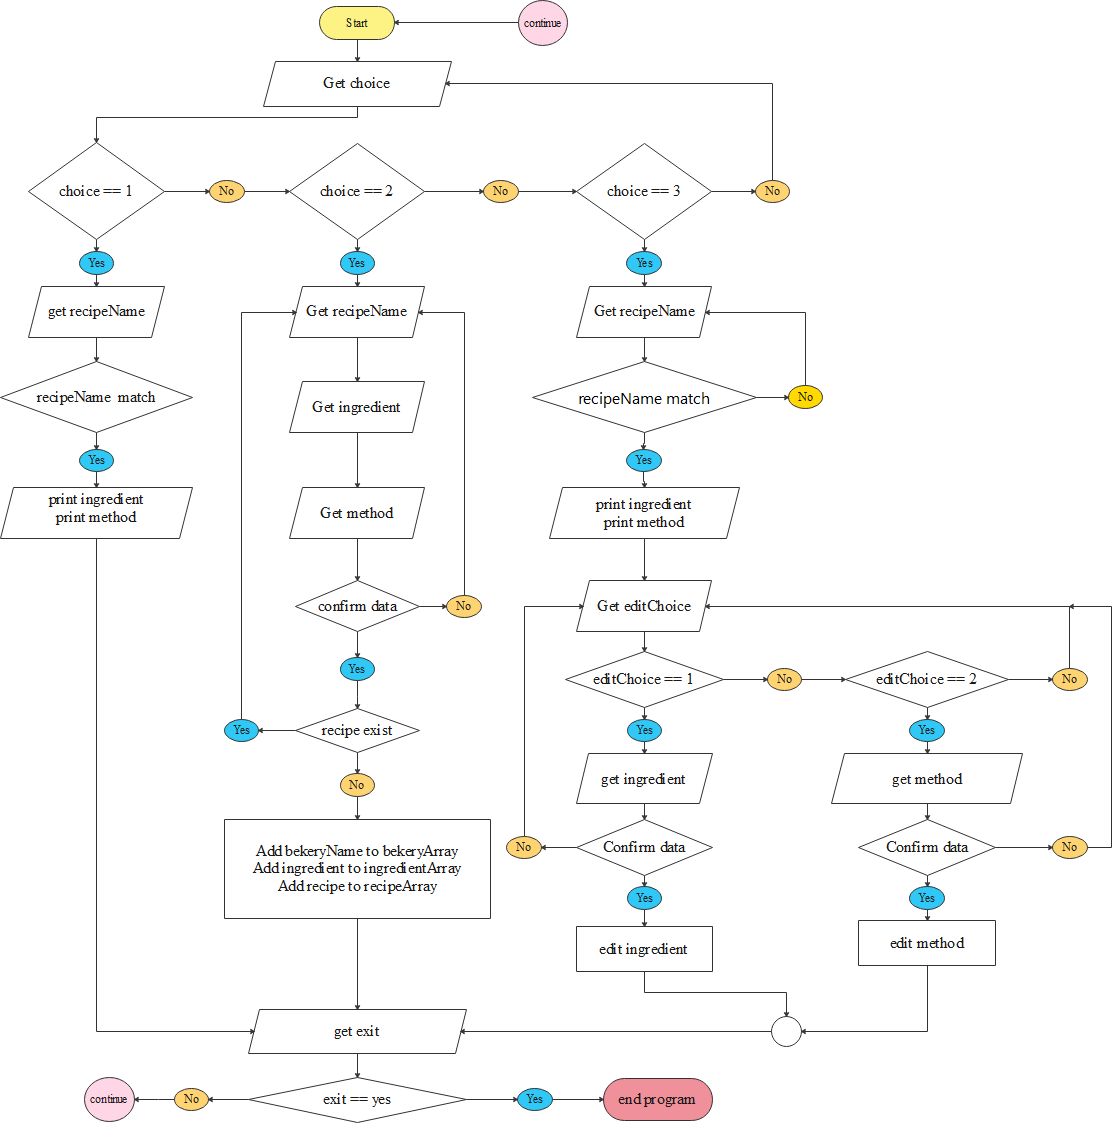 Start
continue
Get choice
choice == 1
No
choice == 2
No
choice == 3
No
Yes
Yes
Yes
get recipeName
Get recipeName
Get recipeName
recipeName match
Get ingredient
recipeName match
No
Yes
Yes
print ingredient
print method
Get method
print ingredient
print method
confirm data
No
Get editChoice
Yes
editChoice == 1
No
editChoice == 2
No
Yes
recipe exist
Yes
Yes
No
get ingredient
get method
Add bekeryName to bekeryArray
Add ingredient to ingredientArray
Add recipe to recipeArray
No
Confirm data
Confirm data
No
Yes
Yes
edit ingredient
edit method
get exit
continue
No
exit == yes
Yes
end program